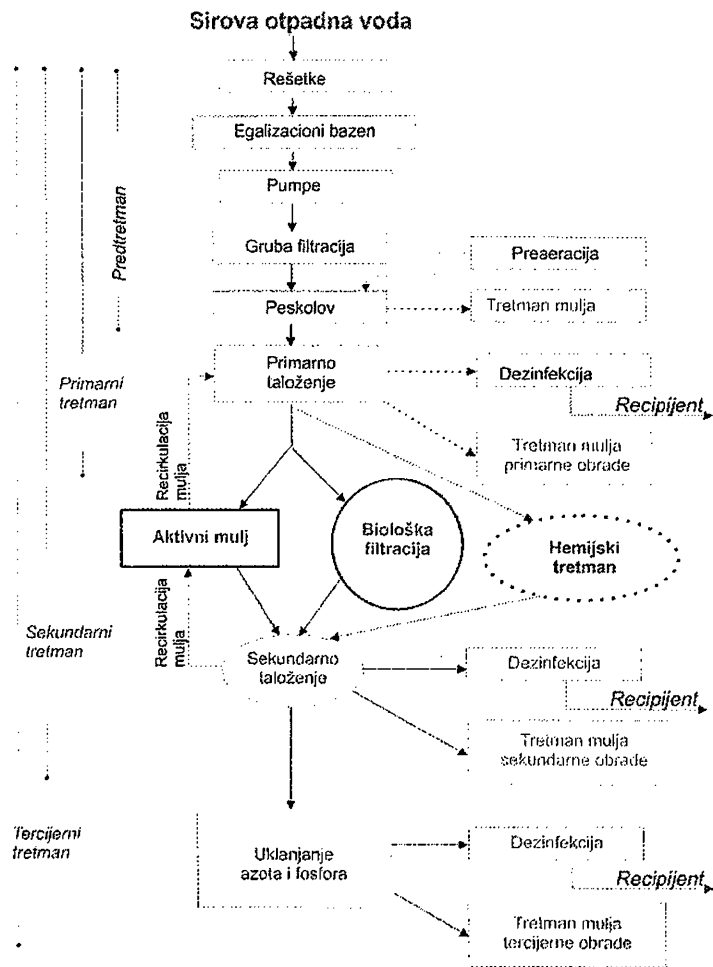 Sirova otpadna voda
Rešetke
Egalizacioni bazen
Pumpe
Gruba filtracija
Predtretman
Preaeracija
Peskolov
Tretman mulja
Primarno
taloženje
Primarni
tretman
Dezinfekcija
Recipijent
Recirkulacija
mulja
Tretman mulja
primarne obrade
Aktivni mulj
Biološka
filtracija
Hemijski
tretman
Recirkulacija
mulja
Sekundarni
tretman
Sekundarno
taloženje
Dezinfekcija
Recipijent
Tretman mulja
sekundarne obrade
Tercijerni
tretman
Uklanjanje
azota i fosfora
Dezinfekcija
Recipijent
Tretman mulja
tercijerne obrade